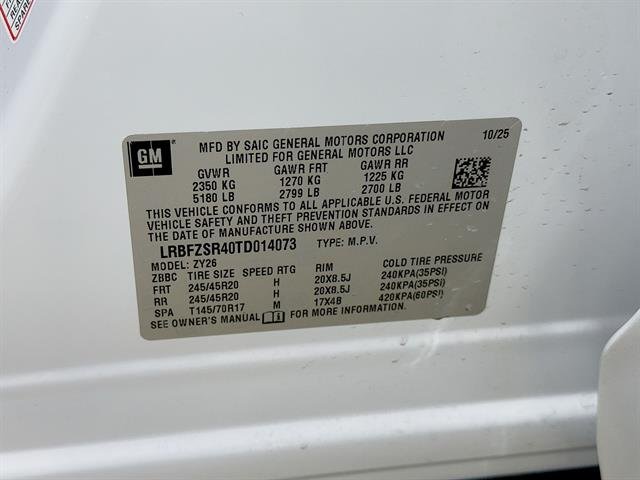 SPARE
GM
MFD BY SAIC GENERAL MOTORS CORPORATION 10/25
LIMITED FOR GENERAL MOTORS LLC
GVWR GAWR FRT GAWR RR
2350 KG 1270 KG 1225 KG
5180 LB 2799 LB 2700 LB
THIS VEHICLE CONFORMS TO ALL APPLICABLE U.S. FEDERAL MOTOR
VEHICLE SAFETY AND THEFT PREVENTION STANDARDS IN EFFECT ON
THE DATE OF MANUFACTURE SHOWN ABOVE.
LRBFZSR40TD014073 TYPE: M.P.V.
MODEL: ZY26
ZBBC TIRE SIZE SPEED RTG RIM COLD TIRE PRESSURE
FRT 245/45R20 H 20X8.5J 240KPA(35PSI)
RR 245/45R20 H 20X8.5J 240KPA(35PSI)
SPA T145/70R17 M 17X4B 420KPA(60PSI)
SEE OWNER'S MANUAL FOR MORE INFORMATION.